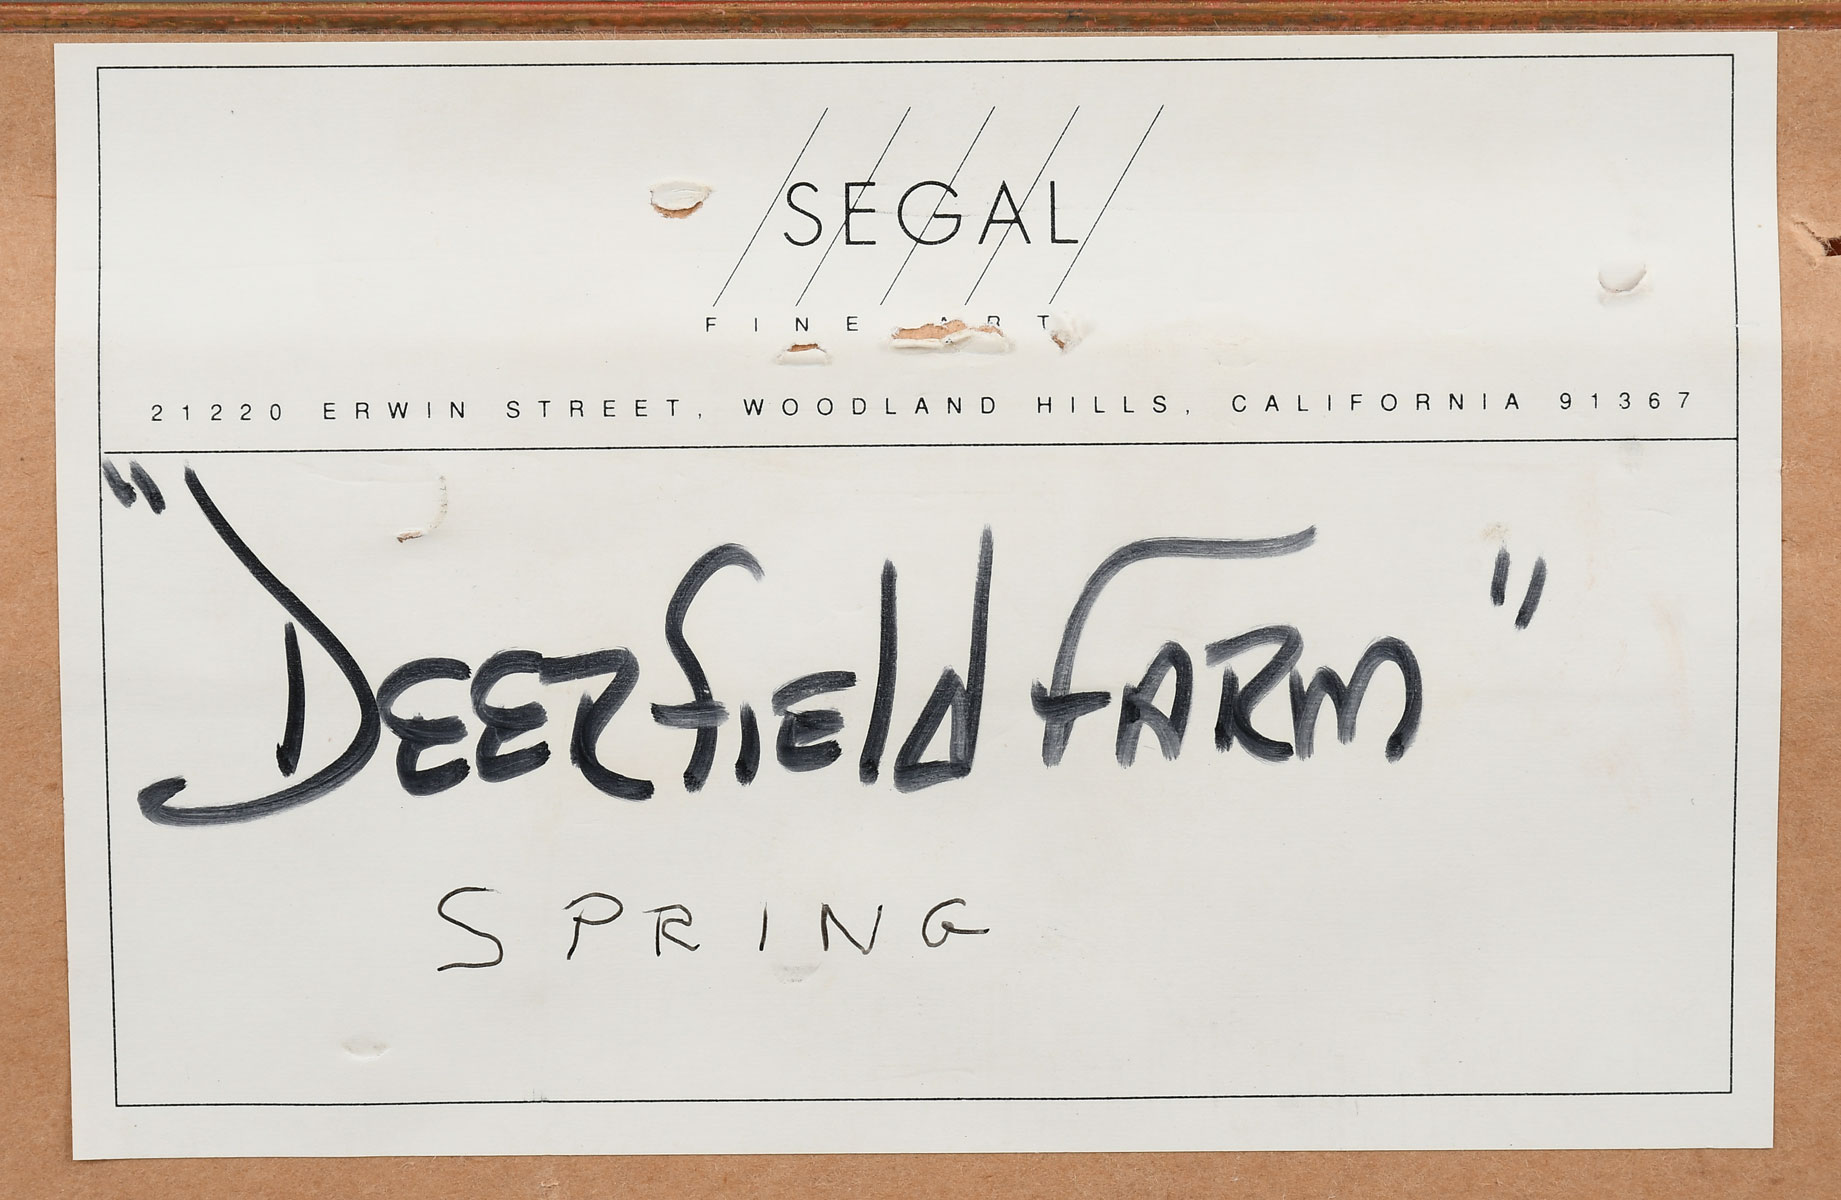 SEGAL
FINE ART
21220 ERWIN STREET, WOODLAND HILLS, CALIFORNIA 91367
"DEERfiEld FARM"
SPRING